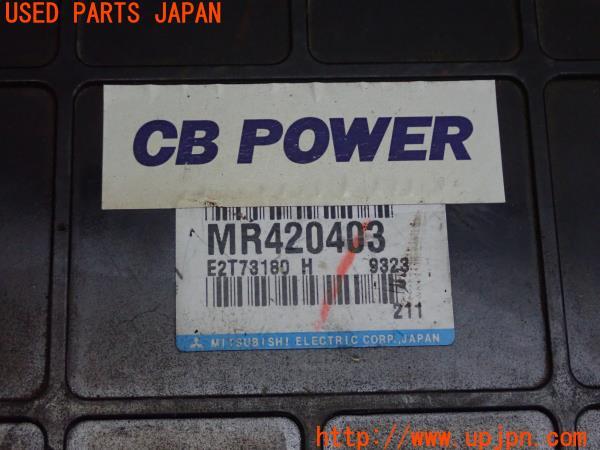 USED PARTS JAPAN
CB POWER
MR420403
E2T73180 H 9323
211
MITSUBISHI ELECTRIC CORP., JAPAN
http://www.upjpn.com